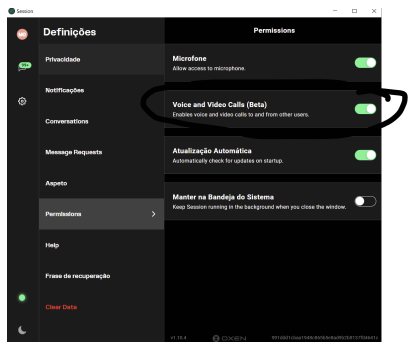 Session
Definições
Permissions
Privacidade
Microfone
Allow access to microphone.
99+
Notificações
Voice and Video Calls (Beta)
Enables voice and video calls to and from other users.
Conversations
Message Requests
Atualização Automática
Automatically check for updates on startup.
Aspeto
Manter na Bandeja do Sistema
Keep Session running in the background when you close the window.
Permissions
Help
Frase de recuperação
Clear Data
v1.10.4
OXEN